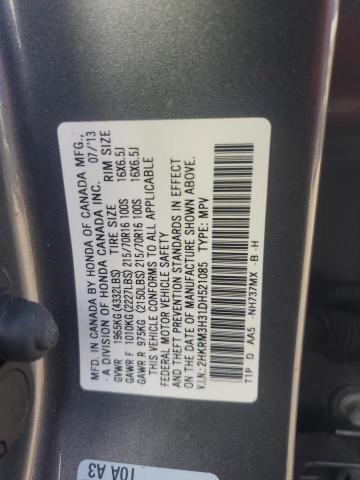 MFD. IN CANADA BY HONDA OF CANADA MFG.,
- A DIVISION OF HONDA CANADA INC. 07/'13
TIRE SIZE RIM SIZE
GVWR 1965KG(4332LBS)
GAWR F 1010KG(2227LBS) 215/70R16 100S 16X6.5J
GAWR R 975KG (2150LBS) 215/70R16 100S 16X6.5J
THIS VEHICLE CONFORMS TO ALL APPLICABLE
FEDERAL MOTOR VEHICLE SAFETY
AND THEFT PREVENTION STANDARDS IN EFFECT
ON THE DATE OF MANUFACTURE SHOWN ABOVE.
V.I.N.: 2HKRM3H31DH521085 TYPE: MPV
T1P D AA5 -NH737MX -B -H
10A A3